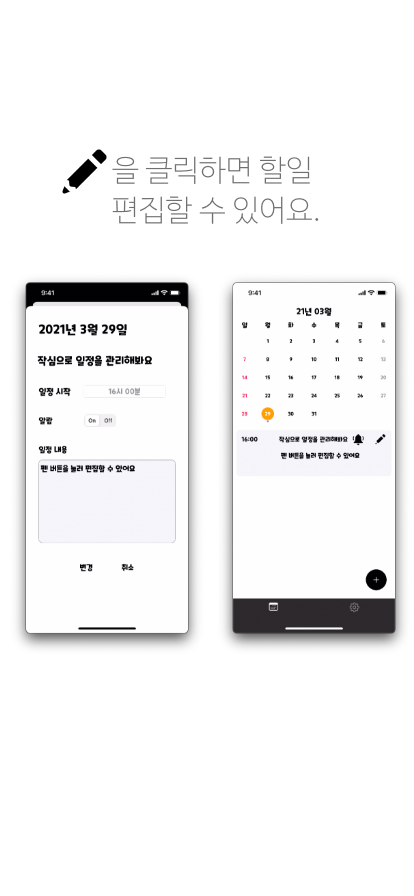 을 클릭하면 할일
편집할 수 있어요.
9:41
2021년 3월 29일
작심으로 일정을 관리해봐요
일정 시작 16시 00분
알람 On Off
일정 내용
펜 버튼을 눌러 편집할 수 있어요
변경 취소
9:41
21년 03월
일 월 화 수 목 금 토
1 2 3 4 5 6
7 8 9 10 11 12 13
14 15 16 17 18 19 20
21 22 23 24 25 26 27
28 29 30 31
16:00 작심으로 일정을 관리해봐요
펜 버튼을 눌러 편집할 수 있어요